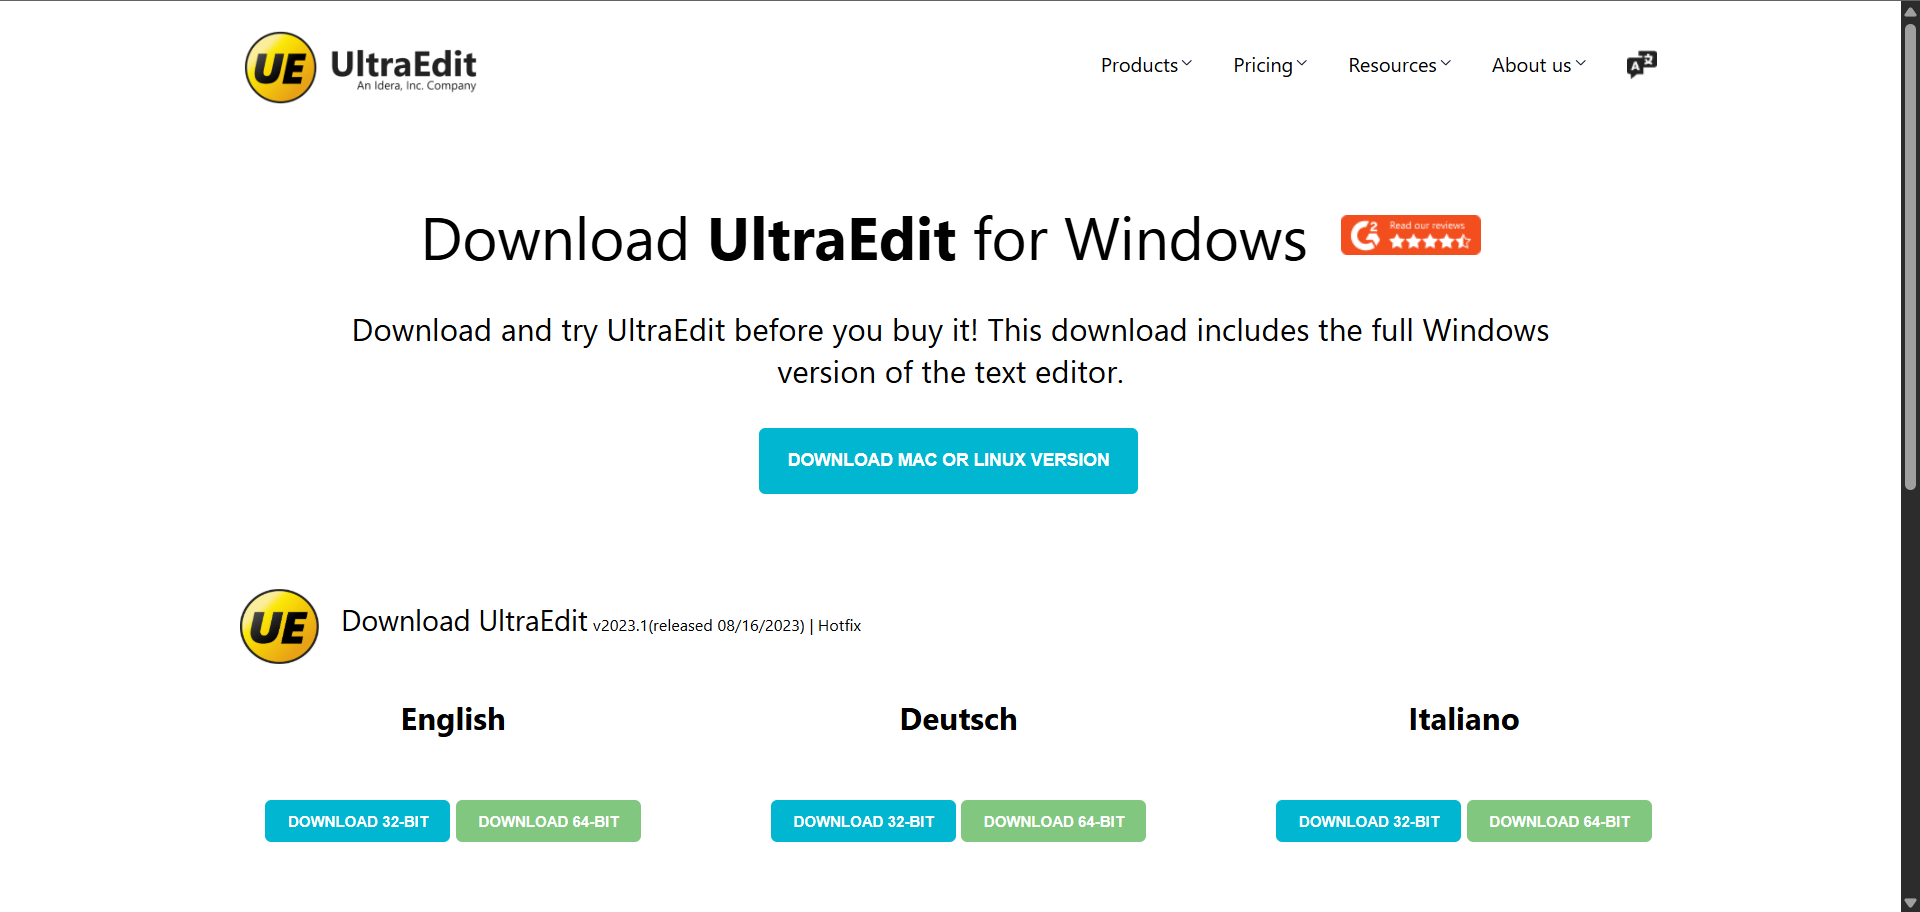 UE UltraEdit
An Idera, Inc. Company
Products Pricing Resources About us
Download UltraEdit for Windows
Read our reviews
Download and try UltraEdit before you buy it! This download includes the full Windows
version of the text editor.
DOWNLOAD MAC OR LINUX VERSION
UE Download UltraEdit v2023.1(released 08/16/2023) | Hotfix
English Deutsch Italiano
DOWNLOAD 32-BIT DOWNLOAD 64-BIT DOWNLOAD 32-BIT DOWNLOAD 64-BIT DOWNLOAD 32-BIT DOWNLOAD 64-BIT